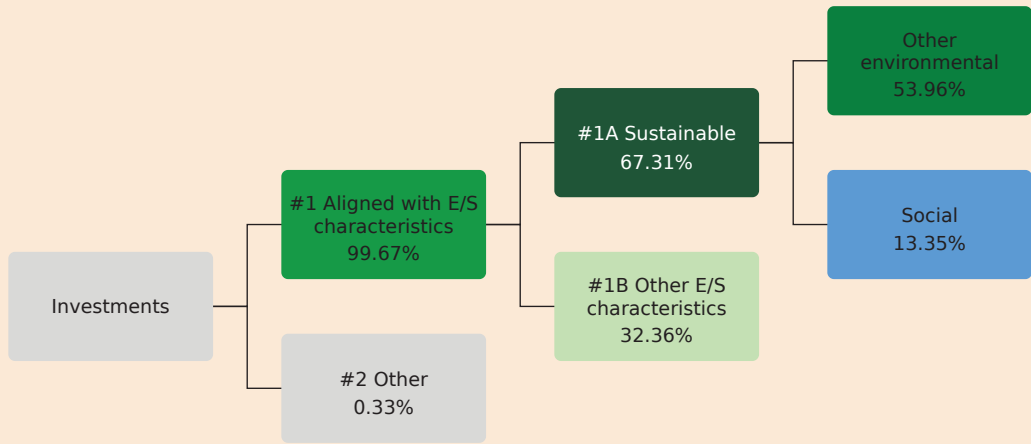 Investments
#1 Aligned with E/S
characteristics
99.67%
#2 Other
0.33%
#1A Sustainable
67.31%
#1B Other E/S
characteristics
32.36%
Other
environmental
53.96%
Social
13.35%